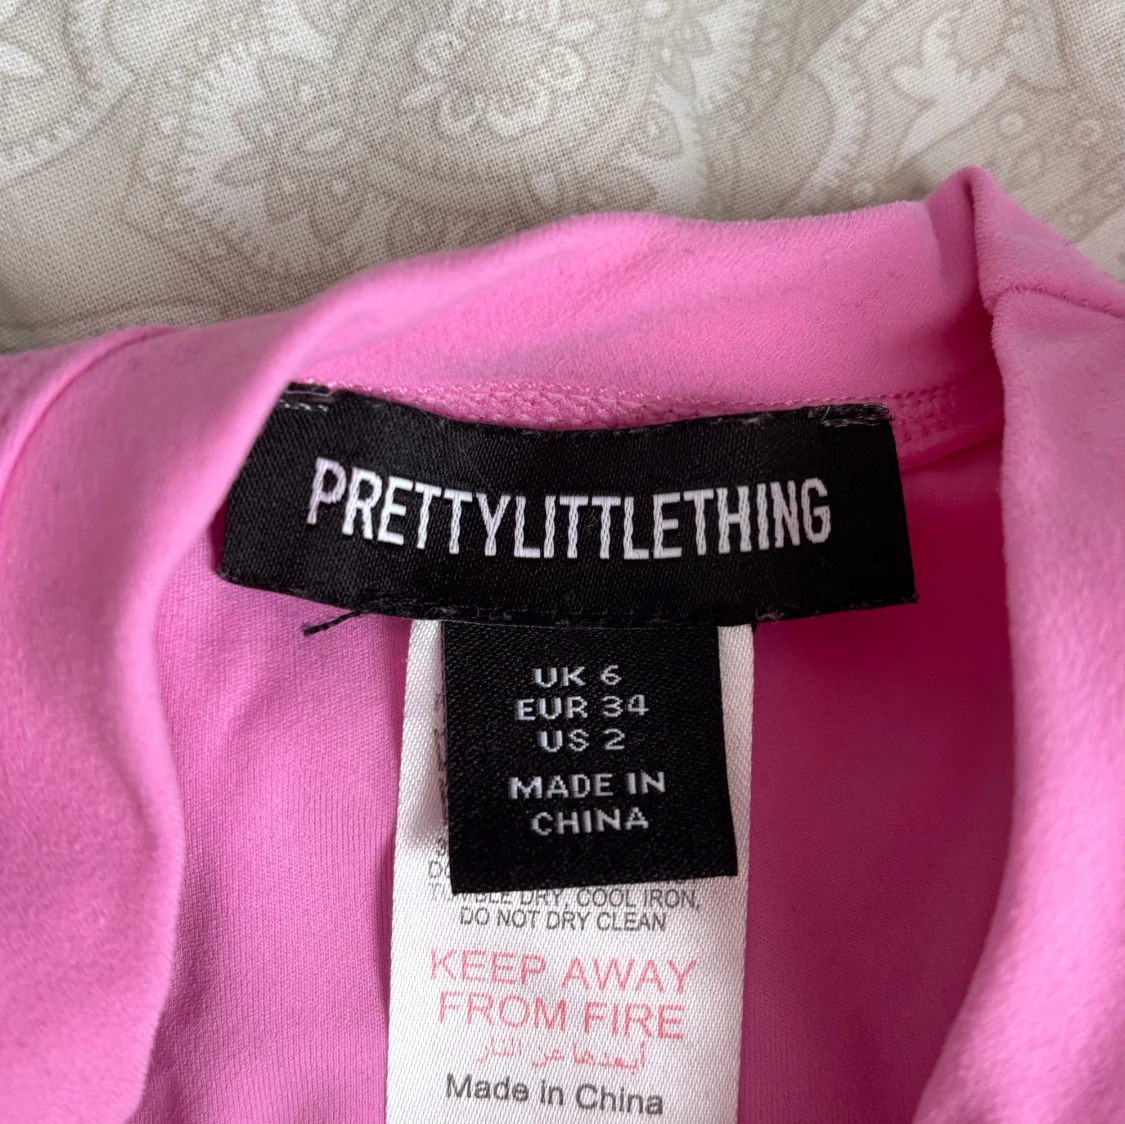 PRETTYLITTLETHING
UK 6
EUR 34
US 2
MADE IN
CHINA
DRY, COOL IRON,
DO NOT DRY CLEAN
KEEP AWAY
FROM FIRE
أبعدها عن النار
Made in China